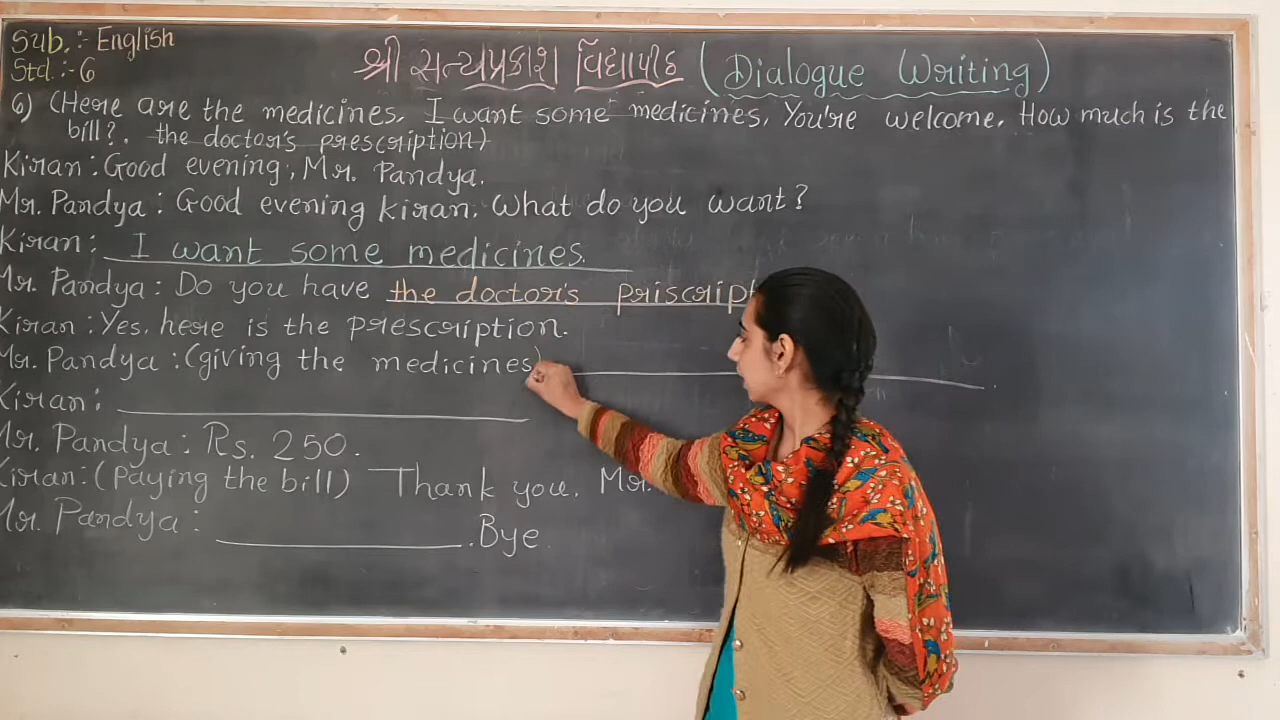 Sub. :- English
Std. :- 6
શ્રી સત્યપ્રકાશ વિદ્યાપીઠ (Dialogue Writing)
6) (Here are the medicines. I want some medicines. You're welcome. How much is the
bill?. the doctor's prescription)
Kiran : Good evening, Mr. Pandya.
Mr. Pandya : Good evening kiran. What do you want?
Kiran : I want some medicines.
Mr. Pandya : Do you have the doctor's priscript
Kiran : Yes, here is the prescription.
Mr. Pandya : (giving the medicines)
Kiran :
Mr. Pandya : Rs. 250.
Kiran : (Paying the bill) Thank you, Mr.
Mr. Pandya : . Bye